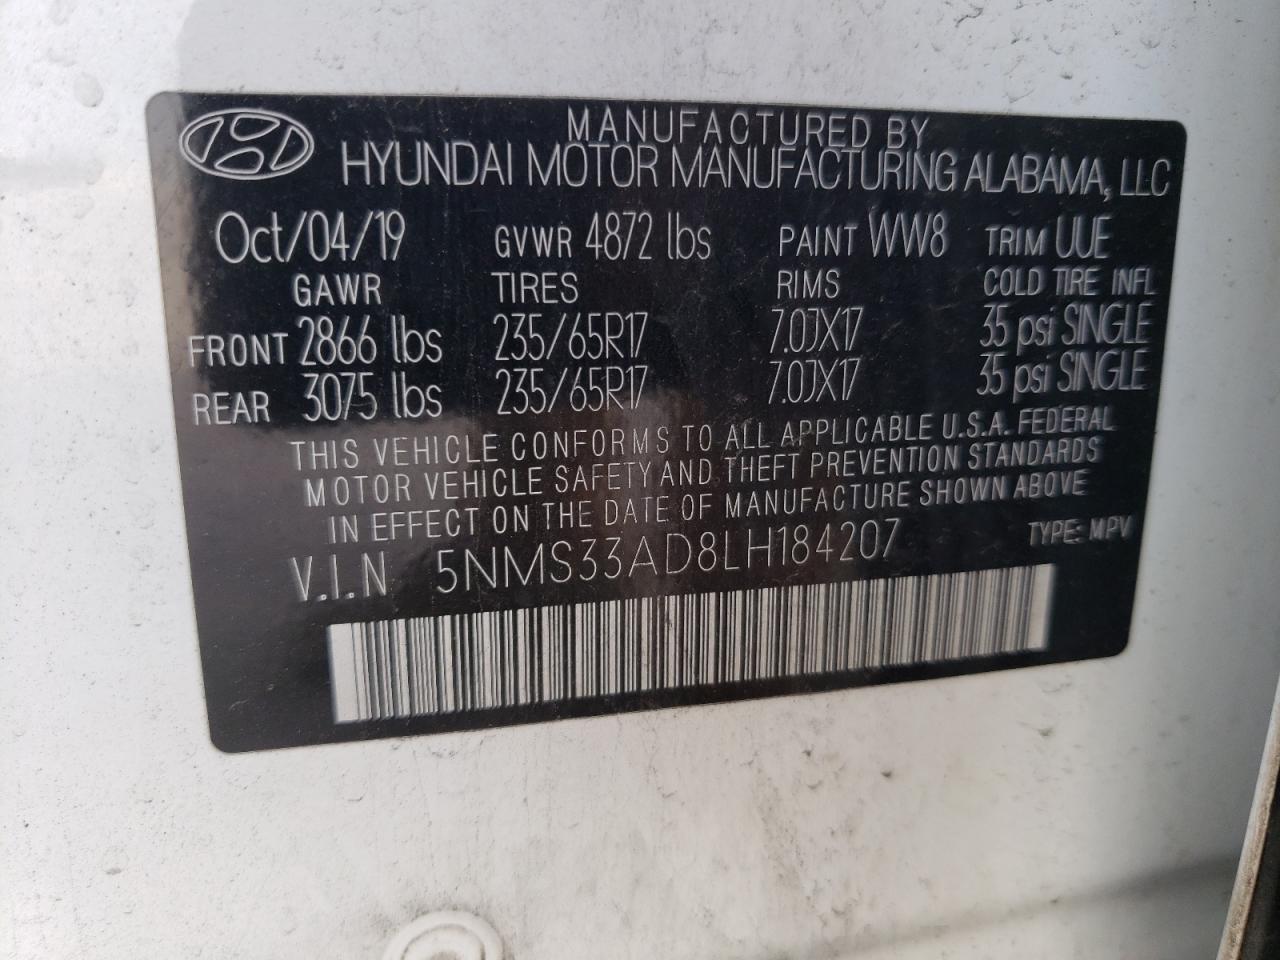 MANUFACTURED BY
HYUNDAI MOTOR MANUFACTURING ALABAMA, LLC
Oct/04/19 GVWR 4872 lbs PAINT WW8 TRIM UUE
GAWR TIRES RIMS COLD TIRE INFL
FRONT 2866 lbs 235/65R17 7.0JX17 35 psi SINGLE
REAR 3075 lbs 235/65R17 7.0JX17 35 psi SINGLE
THIS VEHICLE CONFORMS TO ALL APPLICABLE U.S.A. FEDERAL
MOTOR VEHICLE SAFETY AND THEFT PREVENTION STANDARDS
IN EFFECT ON THE DATE OF MANUFACTURE SHOWN ABOVE
V.I.N 5NMS33AD8LH184207 TYPE: MPV